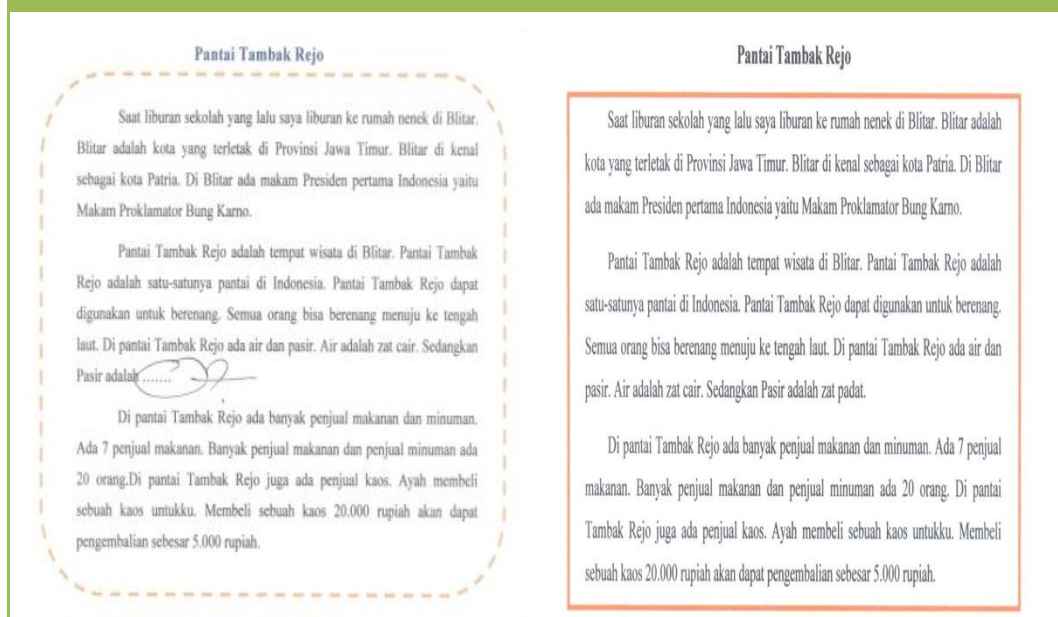 Pantai Tambak Rejo
Saat liburan sekolah yang lalu saya liburan ke rumah nenek di Blitar.
Blitar adalah kota yang terletak di Provinsi Jawa Timur. Blitar di kenal
sebagai kota Patria. Di Blitar ada makam Presiden pertama Indonesia yaitu
Makam Proklamator Bung Karno.
Pantai Tambak Rejo adalah tempat wisata di Blitar. Pantai Tambak
Rejo adalah satu-satunya pantai di Indonesia. Pantai Tambak Rejo dapat
digunakan untuk berenang. Semua orang bisa berenang menuju ke tengah
laut. Di pantai Tambak Rejo ada air dan pasir. Air adalah zat cair. Sedangkan
Pasir adalah .......
Di pantai Tambak Rejo ada banyak penjual makanan dan minuman.
Ada 7 penjual makanan. Banyak penjual makanan dan penjual minuman ada
20 orang.Di pantai Tambak Rejo juga ada penjual kaos. Ayah membeli
sebuah kaos untukku. Membeli sebuah kaos 20.000 rupiah akan dapat
pengembalian sebesar 5.000 rupiah.
Pantai Tambak Rejo
Saat liburan sekolah yang lalu saya liburan ke rumah nenek di Blitar. Blitar adalah
kota yang terletak di Provinsi Jawa Timur. Blitar di kenal sebagai kota Patria. Di Blitar
ada makam Presiden pertama Indonesia yaitu Makam Proklamator Bung Karno.
Pantai Tambak Rejo adalah tempat wisata di Blitar. Pantai Tambak Rejo adalah
satu-satunya pantai di Indonesia. Pantai Tambak Rejo dapat digunakan untuk berenang.
Semua orang bisa berenang menuju ke tengah laut. Di pantai Tambak Rejo ada air dan
pasir. Air adalah zat cair. Sedangkan Pasir adalah zat padat.
Di pantai Tambak Rejo ada banyak penjual makanan dan minuman. Ada 7 penjual
makanan. Banyak penjual makanan dan penjual minuman ada 20 orang. Di pantai
Tambak Rejo juga ada penjual kaos. Ayah membeli sebuah kaos untukku. Membeli
sebuah kaos 20.000 rupiah akan dapat pengembalian sebesar 5.000 rupiah.